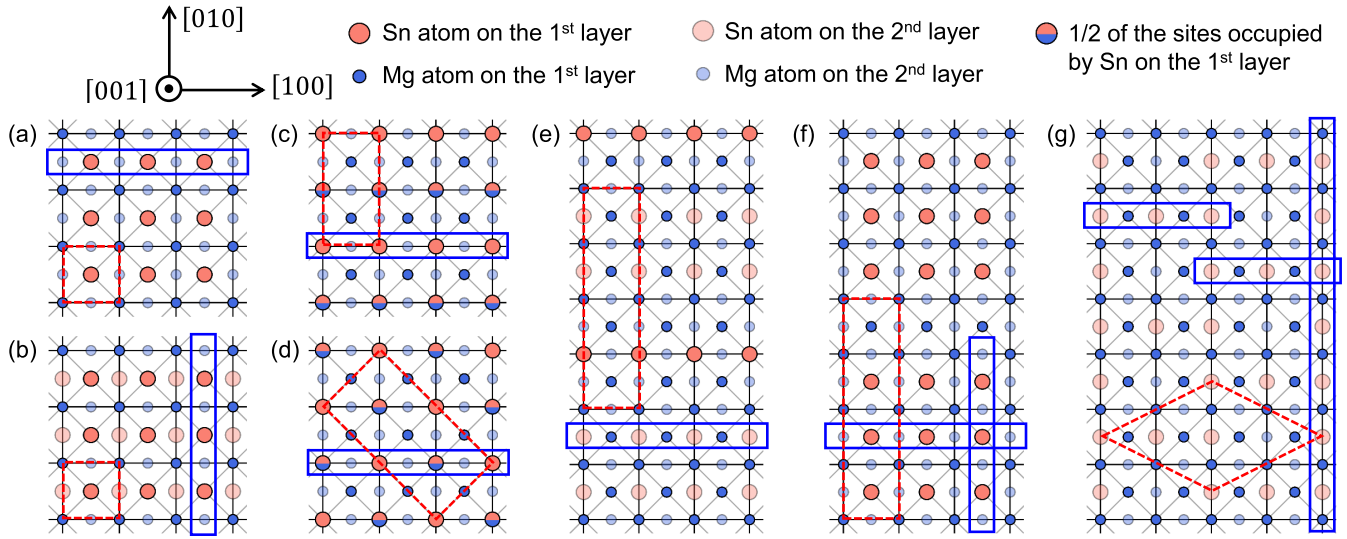 [010]
[001]
[100]
Sn atom on the 1st layer
Mg atom on the 1st layer
Sn atom on the 2nd layer
Mg atom on the 2nd layer
1/2 of the sites occupied
by Sn on the 1st layer
(a)
(b)
(c)
(d)
(e)
(f)
(g)